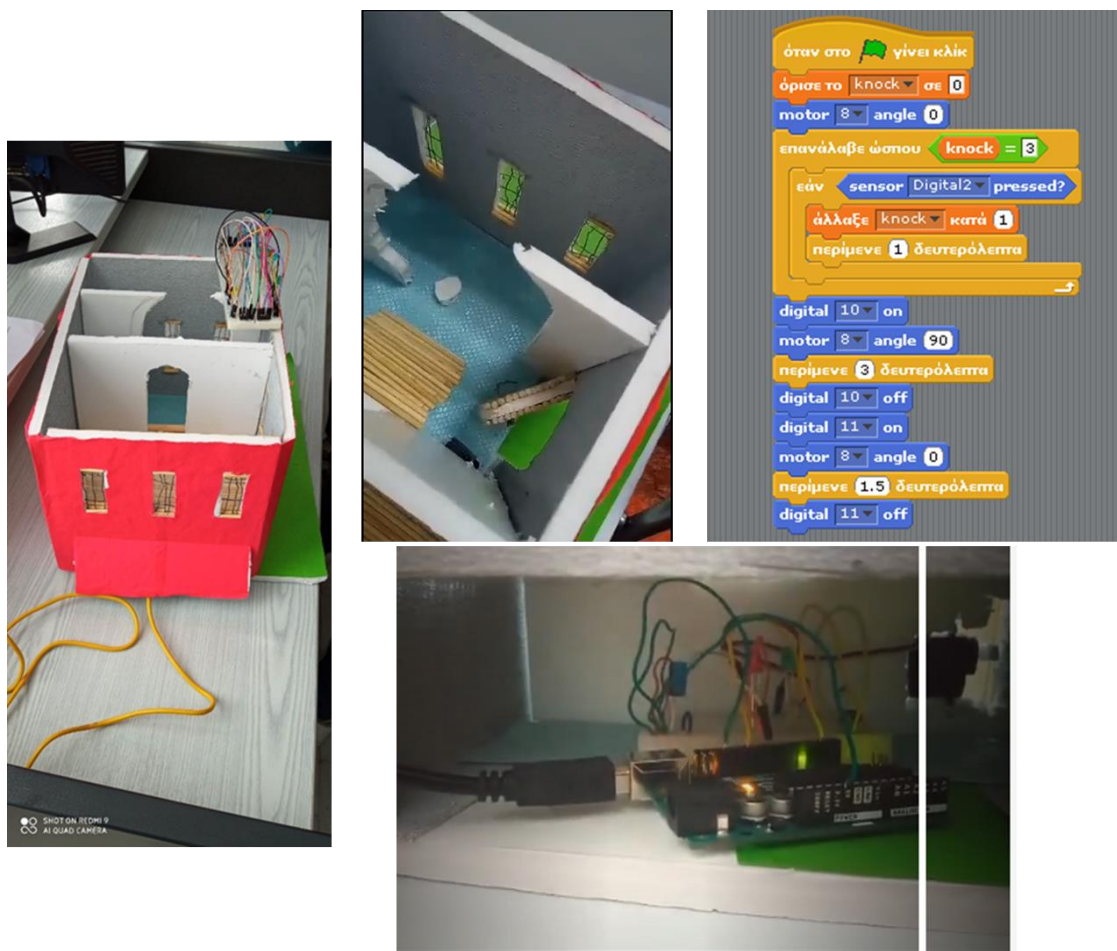 SHOT ON REDMI 9
AI QUAD CAMERA
όταν στο γίνει κλίκ
όρισε το knock σε 0
motor 8 angle 0
επανάλαβε ώσπου knock = 3
εάν sensor Digital2 pressed?
άλλαξε knock κατά 1
περίμενε 1 δευτερόλεπτα
digital 10 on
motor 8 angle 90
περίμενε 3 δευτερόλεπτα
digital 10 off
digital 11 on
motor 8 angle 0
περίμενε 1.5 δευτερόλεπτα
digital 11 off
POWER